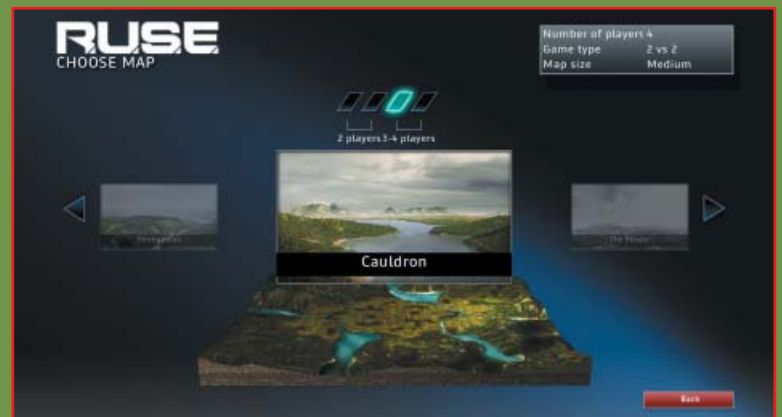 RUSE
CHOOSE MAP
Number of players 4
Game type 2 vs 2
Map size Medium
2 players 3-4 players
Cauldron
Back